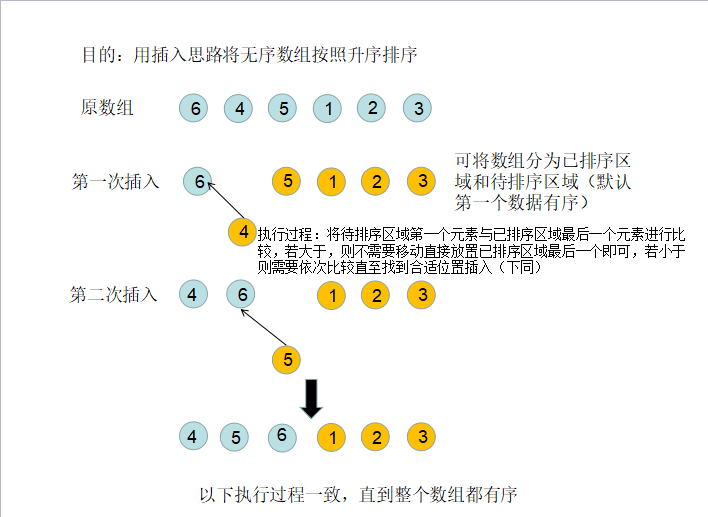 目的：用插入思路将无序数组按照升序排序
原数组 6 4 5 1 2 3
第一次插入 6 5 1 2 3
可将数组分为已排序区
域和待排序区域（默认
第一个数据有序）
4
执行过程：将待排序区域第一个元素与已排序区域最后一个元素进行比
较，若大于，则不需要移动直接放置已排序区域最后一个即可，若小于
则需要依次比较直至找到合适位置插入（下同）
第二次插入 4 6 1 2 3
5
4 5 6 1 2 3
以下执行过程一致，直到整个数组都有序